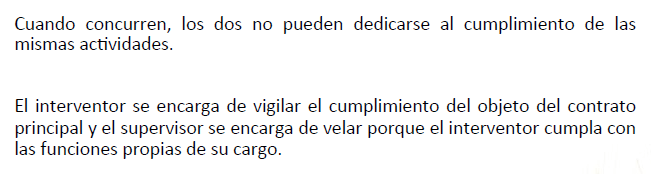 Cuando concurren, los dos no pueden dedicarse al cumplimiento de las
mismas actividades.
El interventor se encarga de vigilar el cumplimiento del objeto del contrato
principal y el supervisor se encarga de velar porque el interventor cumpla con
las funciones propias de su cargo.